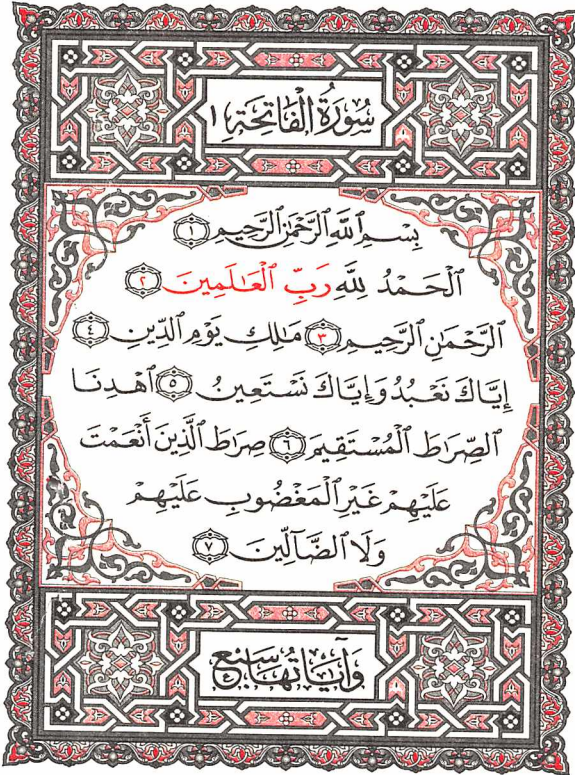 سُورَةُ الْفَاتِحَةِ ١
بِسْمِ ٱللَّهِ ٱلرَّحْمَٰنِ ٱلرَّحِيمِ ١
ٱلْحَمْدُ لِلَّهِ رَبِّ ٱلْعَٰلَمِينَ ٢
ٱلرَّحْمَٰنِ ٱلرَّحِيمِ ٣ مَٰلِكِ يَوْمِ ٱلدِّينِ ٤
إِيَّاكَ نَعْبُدُ وَإِيَّاكَ نَسْتَعِينُ ٥ ٱهْدِنَا
ٱلصِّرَٰطَ ٱلْمُسْتَقِيمَ ٦ صِرَٰطَ ٱلَّذِينَ أَنْعَمْتَ
عَلَيْهِمْ غَيْرِ ٱلْمَغْضُوبِ عَلَيْهِمْ
وَلَا ٱلضَّآلِّينَ ٧
وَآيَاتُهَا سَبْعٌ